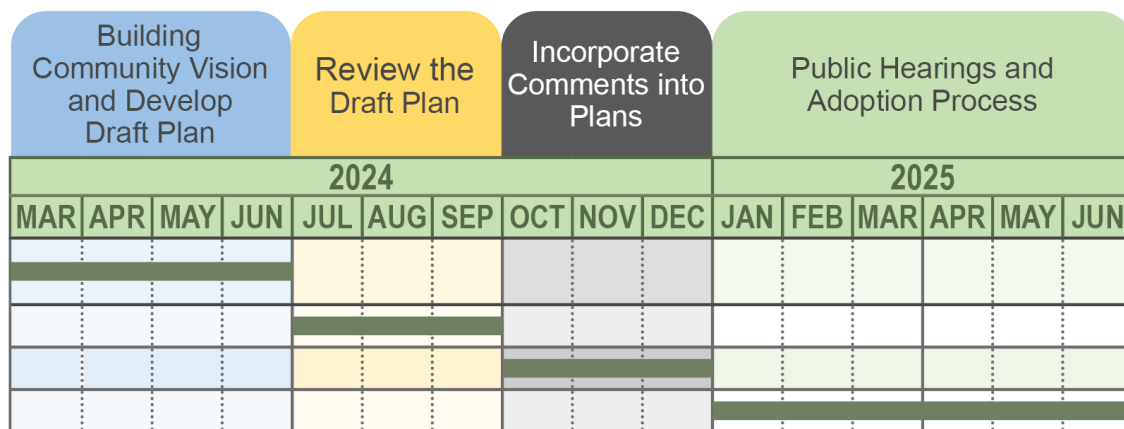 Building
Community Vision
and Develop
Draft Plan
Review the
Draft Plan
Incorporate
Comments into
Plans
Public Hearings and
Adoption Process
2024 2025
MAR APR MAY JUN JUL AUG SEP OCT NOV DEC JAN FEB MAR APR MAY JUN